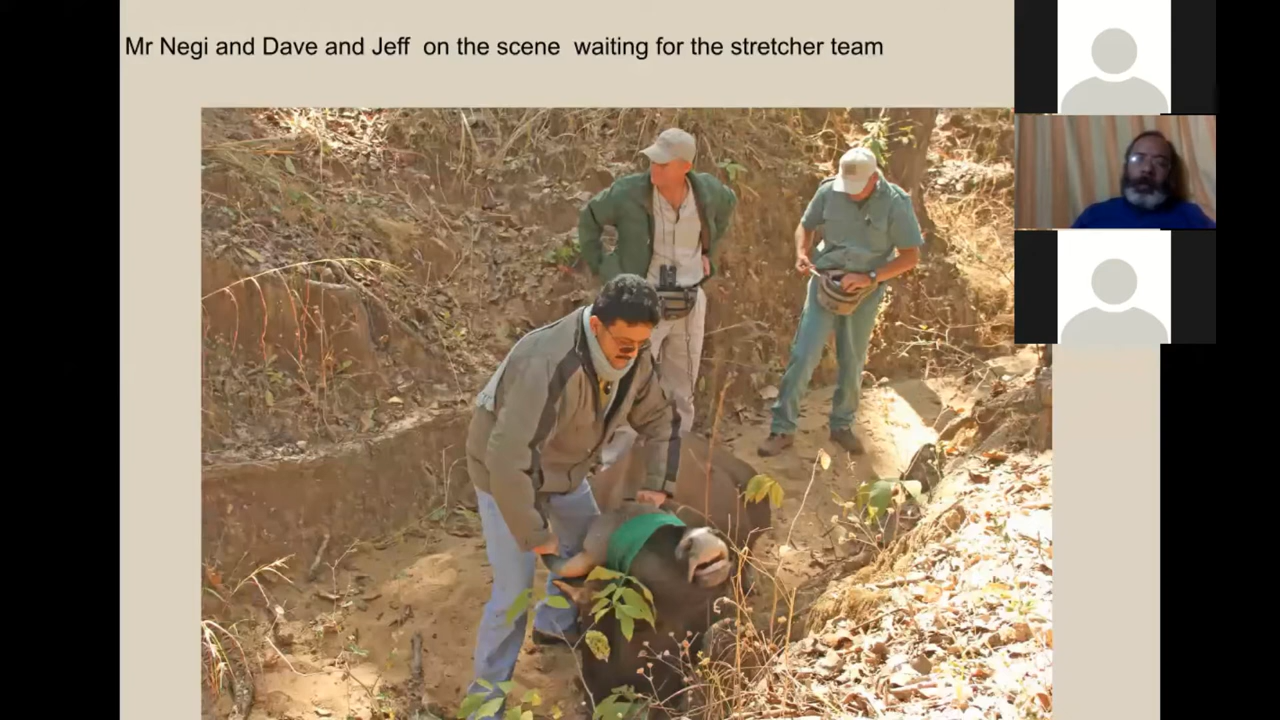 Mr Negi and Dave and Jeff on the scene waiting for the stretcher team